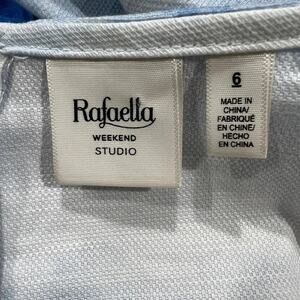 Rafaella
WEEKEND
STUDIO
6
MADE IN
CHINA/
FABRIQUÉ
EN CHINE/
HECHO
EN CHINA